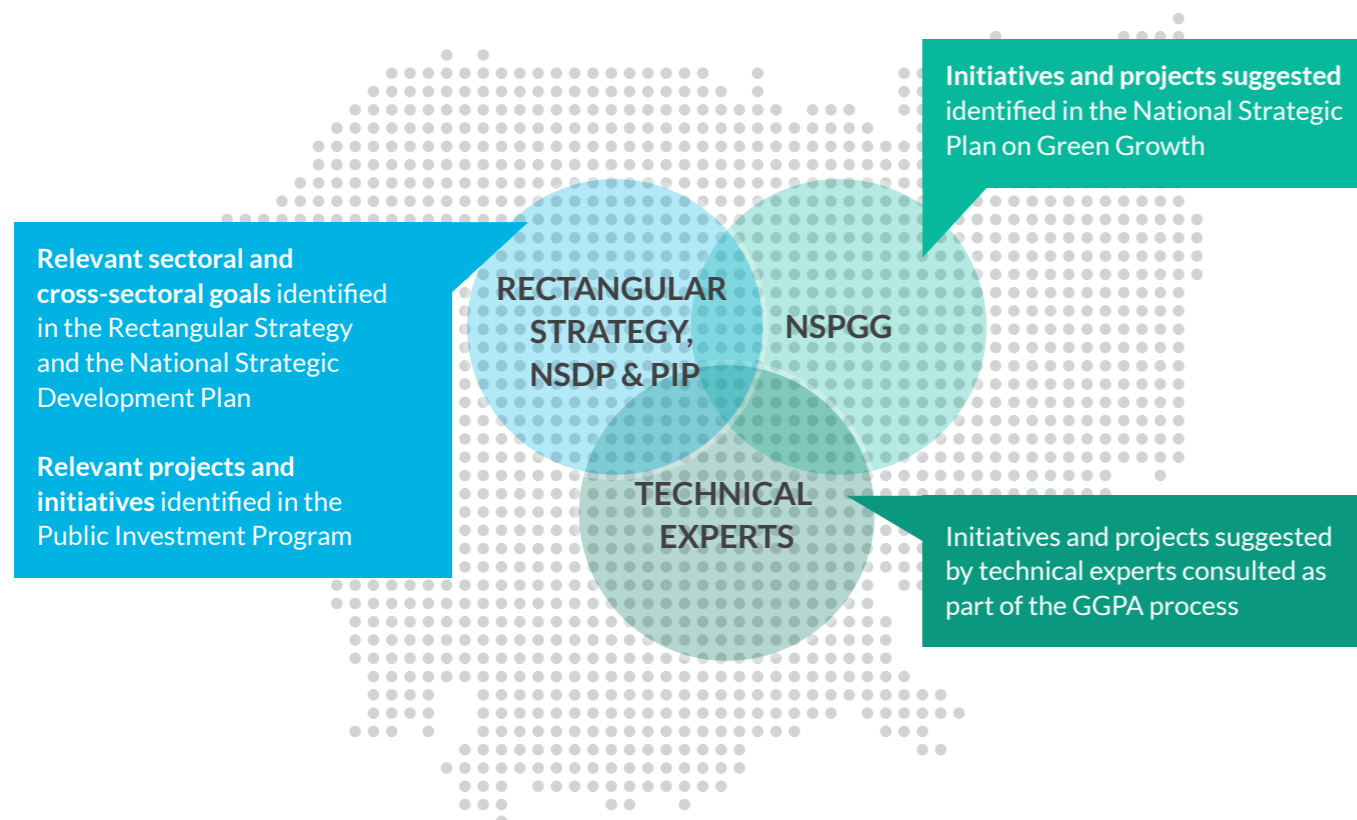 Initiatives and projects suggested
identified in the National Strategic
Plan on Green Growth
Relevant sectoral and
cross-sectoral goals identified
in the Rectangular Strategy
and the National Strategic
Development Plan
Relevant projects and
initiatives identified in the
Public Investment Program
RECTANGULAR
STRATEGY,
NSDP & PIP
NSPGG
TECHNICAL
EXPERTS
Initiatives and projects suggested
by technical experts consulted as
part of the GGPA process